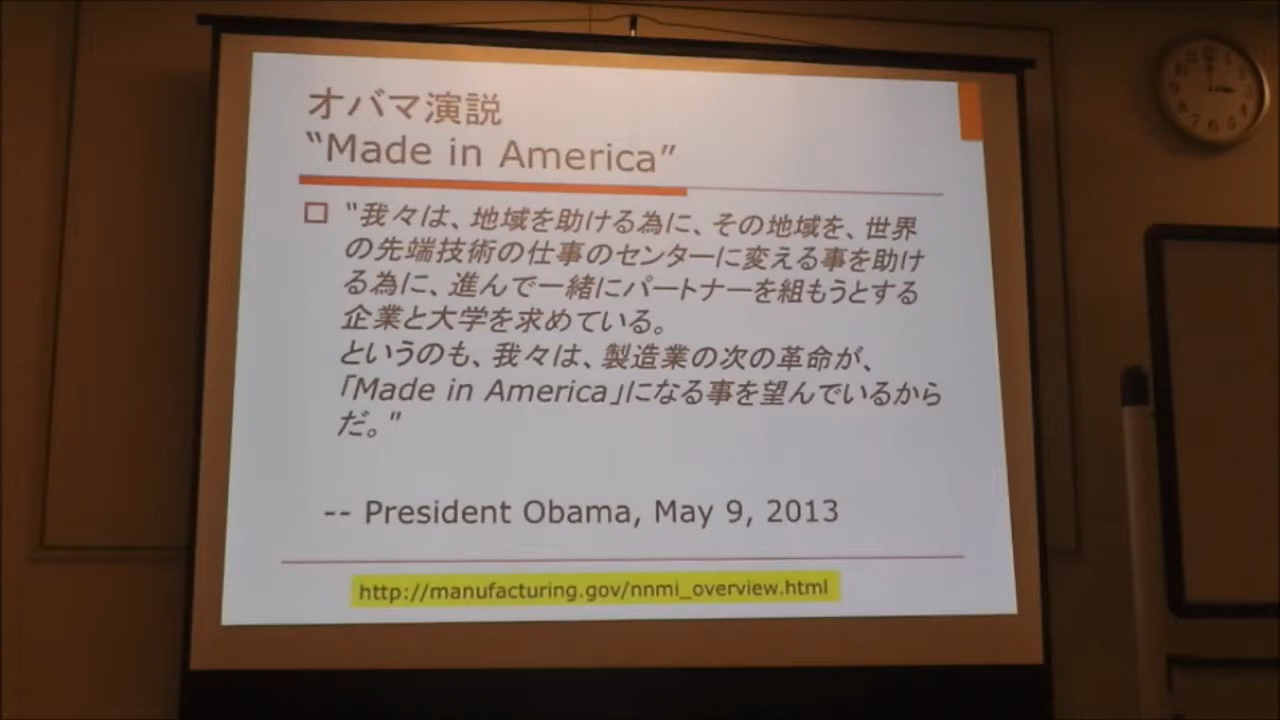 オバマ演説
“Made in America”
“我々は、地域を助ける為に、その地域を、世界
の先端技術の仕事のセンターに変える事を助け
る為に、進んで一緒にパートナーを組もうとする
企業と大学を求めている。
というのも、我々は、製造業の次の革命が、
「Made in America」になる事を望んでいるから
だ。”
-- President Obama, May 9, 2013
http://manufacturing.gov/nnmi_overview.html